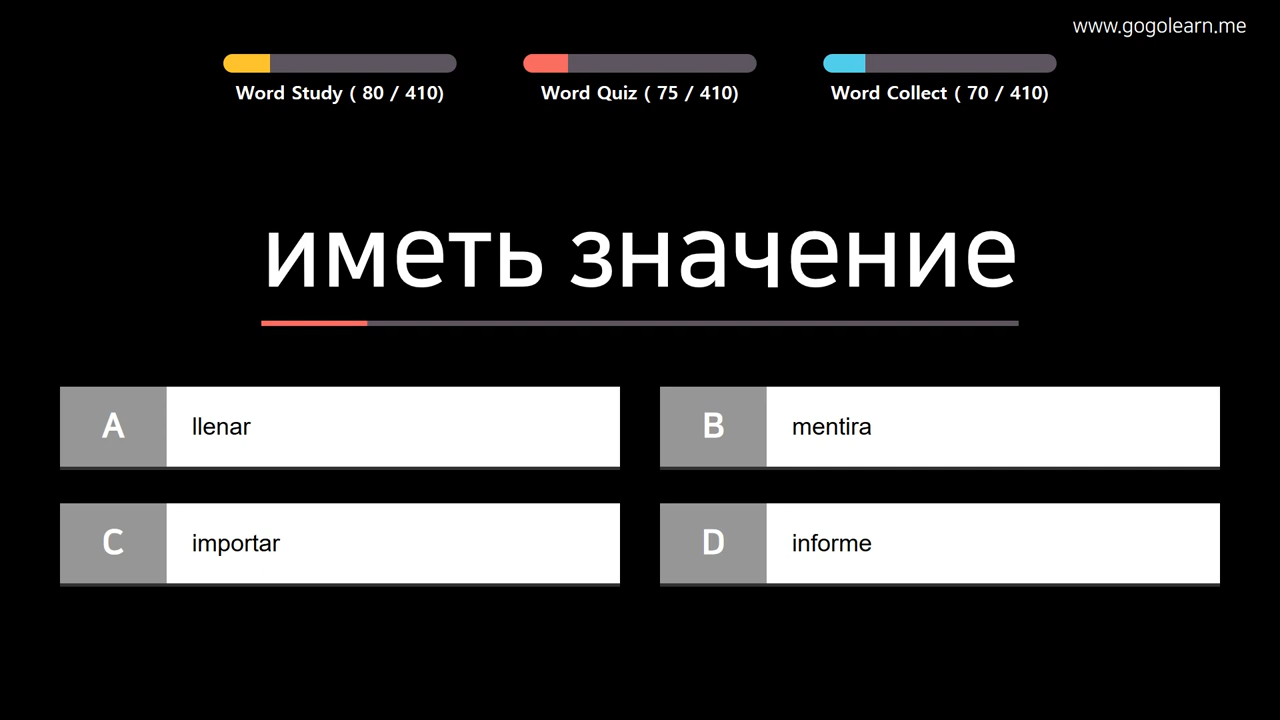 www.gogolearn.me
Word Study ( 80 / 410)
Word Quiz ( 75 / 410)
Word Collect ( 70 / 410)
иметь значение
A llenar
B mentira
C importar
D informe